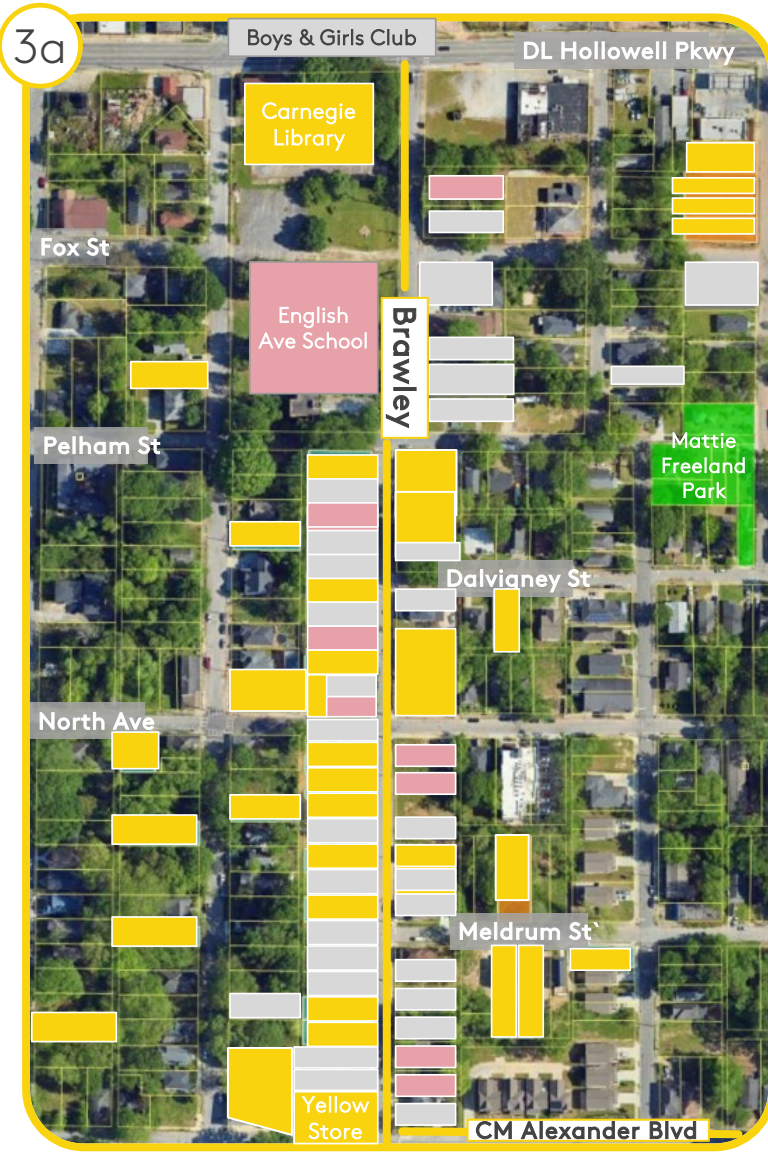 3a
Boys & Girls Club
DL Hollowell Pkwy
Carnegie
Library
Fox St
English
Ave School
Brawley
Pelham St
Mattie
Freeland
Park
Dalvigney St
North Ave
Meldrum St`
Yellow
Store
CM Alexander Blvd